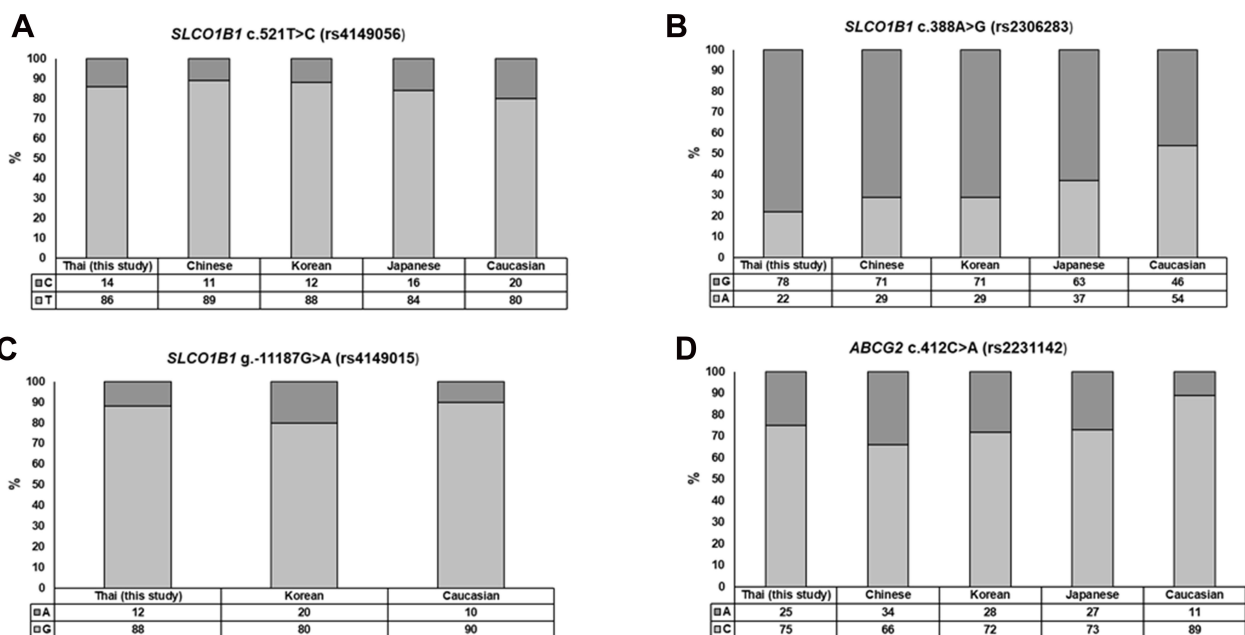 A
SLCO1B1 c.521T>C (rs4149056)
100
90
80
70
60
50
40
30
20
10
0
%
Thai (this study) Chinese Korean Japanese Caucasian
C 14 11 12 16 20
T 86 89 88 84 80
B
SLCO1B1 c.388A>G (rs2306283)
100
90
80
70
60
50
40
30
20
10
0
%
Thai (this study) Chinese Korean Japanese Caucasian
G 78 71 71 63 46
A 22 29 29 37 54
C
SLCO1B1 g.-11187G>A (rs4149015)
100
90
80
70
60
50
40
30
20
10
0
%
Thai (this study) Korean Caucasian
A 12 20 10
G 88 80 90
D
ABCG2 c.412C>A (rs2231142)
100
90
80
70
60
50
40
30
20
10
0
%
Thai (this study) Chinese Korean Japanese Caucasian
A 25 34 28 27 11
C 75 66 72 73 89